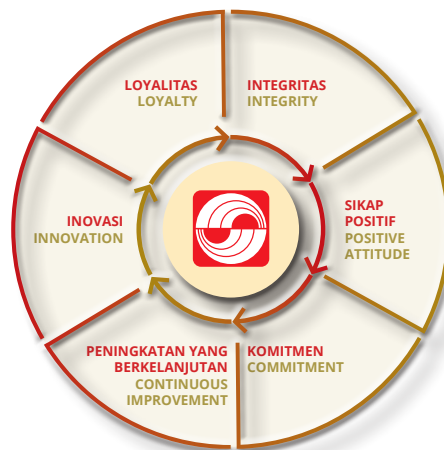 LOYALITAS
LOYALTY
INTEGRITAS
INTEGRITY
SIKAP
POSITIF
POSITIVE
ATTITUDE
KOMITMEN
COMMITMENT
PENINGKATAN YANG
BERKELANJUTAN
CONTINUOUS
IMPROVEMENT
INOVASI
INNOVATION